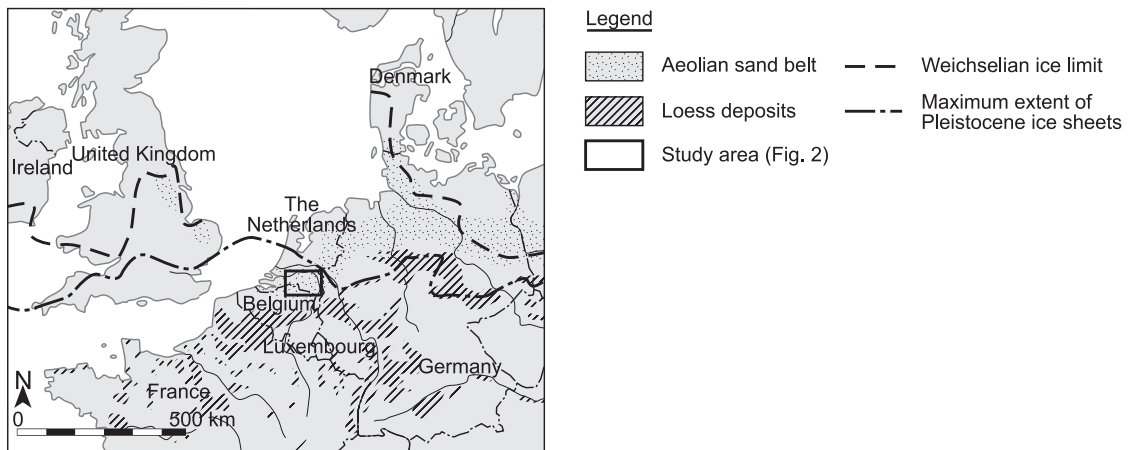 Denmark
United Kingdom
Ireland
The
Netherlands
Belgium
Luxembourg
Germany
France
N
0 500 km
Legend
Aeolian sand belt
Loess deposits
Study area (Fig. 2)
Weichselian ice limit
Maximum extent of
Pleistocene ice sheets